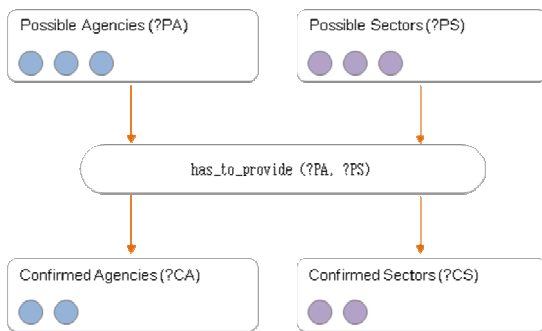 Possible Agencies (?PA)
Possible Sectors (?PS)
has_to_provide (?PA, ?PS)
Confirmed Agencies (?CA)
Confirmed Sectors (?CS)